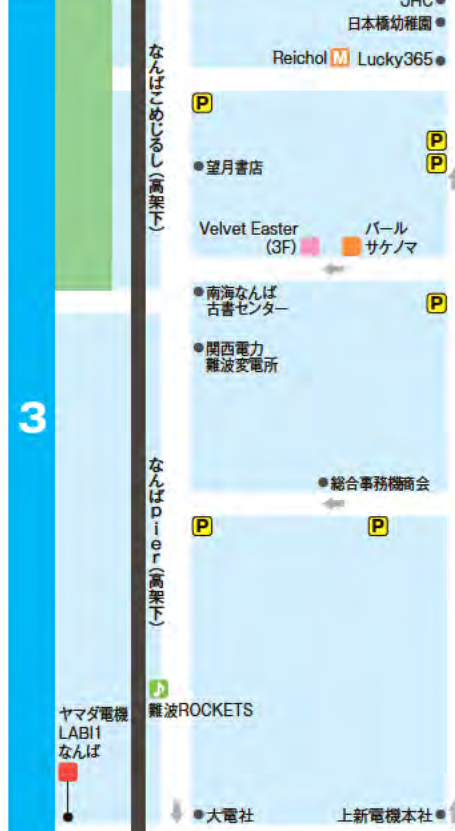 JHC
日本橋幼稚園
Reichol M Lucky365
なんばこめじるし(高架下)
P
P
P
望月書店
Velvet Easter
(3F)
バール
サケノマ
南海なんば
古書センター
P
関西電力
難波変電所
3
総合事務機商会
なんばpier(高架下)
P
P
難波ROCKETS
ヤマダ電機
LABI1
なんば
大電社
上新電機本社